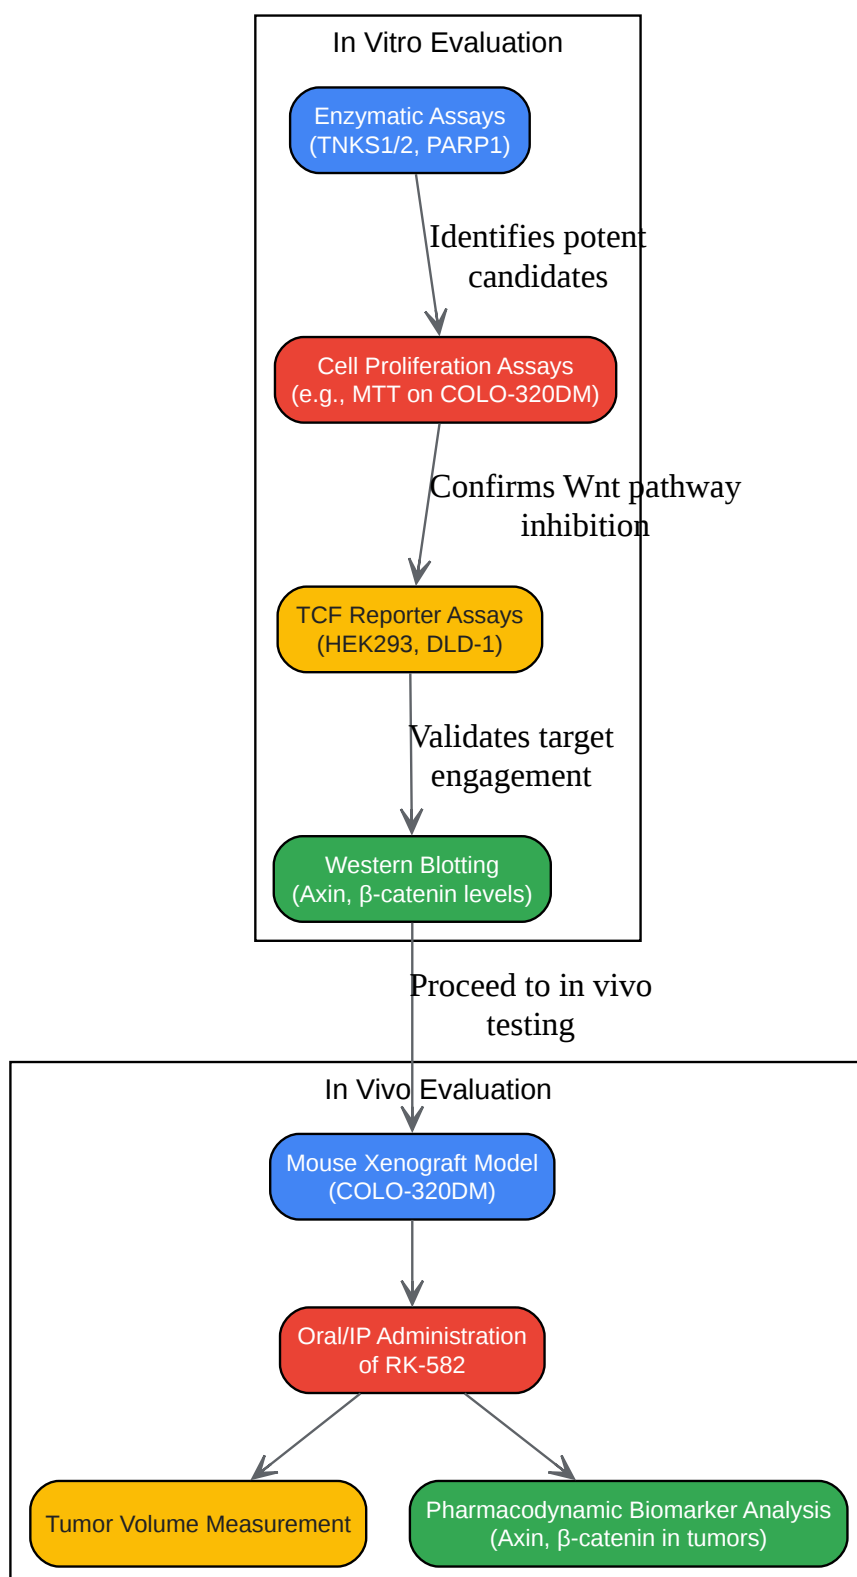 In Vitro Evaluation
Enzymatic Assays
(TNKS1/2, PARP1)
Identifies potent
candidates
Cell Proliferation Assays
(e.g., MTT on COLO-320DM)
Confirms Wnt pathway
inhibition
TCF Reporter Assays
(HEK293, DLD-1)
Validates target
engagement
Western Blotting
(Axin, β-catenin levels)
Proceed to in vivo
testing
In Vivo Evaluation
Mouse Xenograft Model
(COLO-320DM)
Oral/IP Administration
of RK-582
Tumor Volume Measurement
Pharmacodynamic Biomarker Analysis
(Axin, β-catenin in tumors)